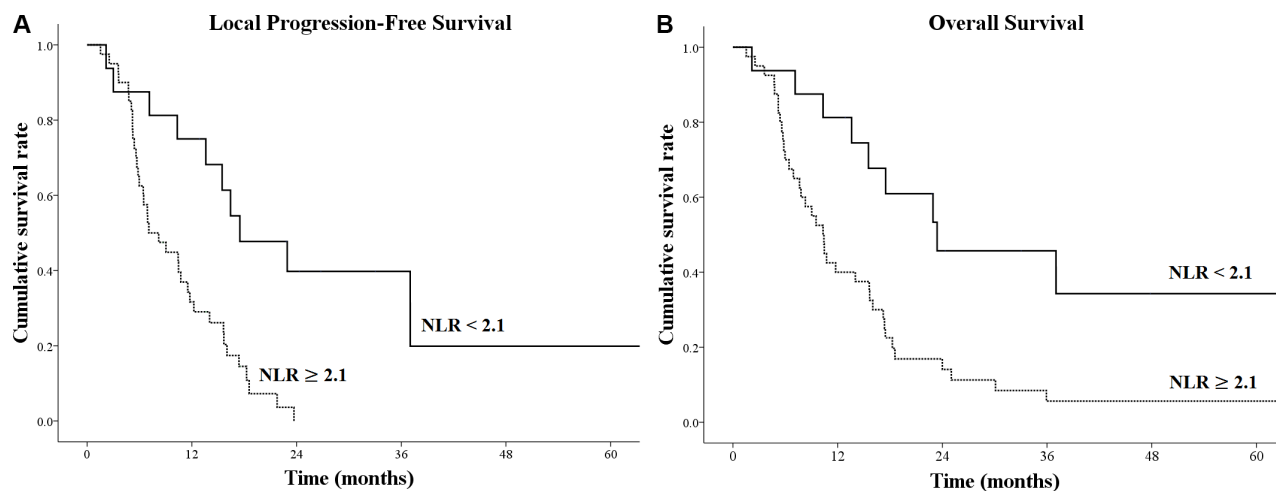 A
Local Progression-Free Survival
Cumulative survival rate
1.0
0.8
0.6
0.4
0.2
0.0
NLR < 2.1
NLR ≥ 2.1
0 12 24 36 48 60
Time (months)
B
Overall Survival
Cumulative survival rate
1.0
0.8
0.6
0.4
0.2
0.0
NLR < 2.1
NLR ≥ 2.1
0 12 24 36 48 60
Time (months)